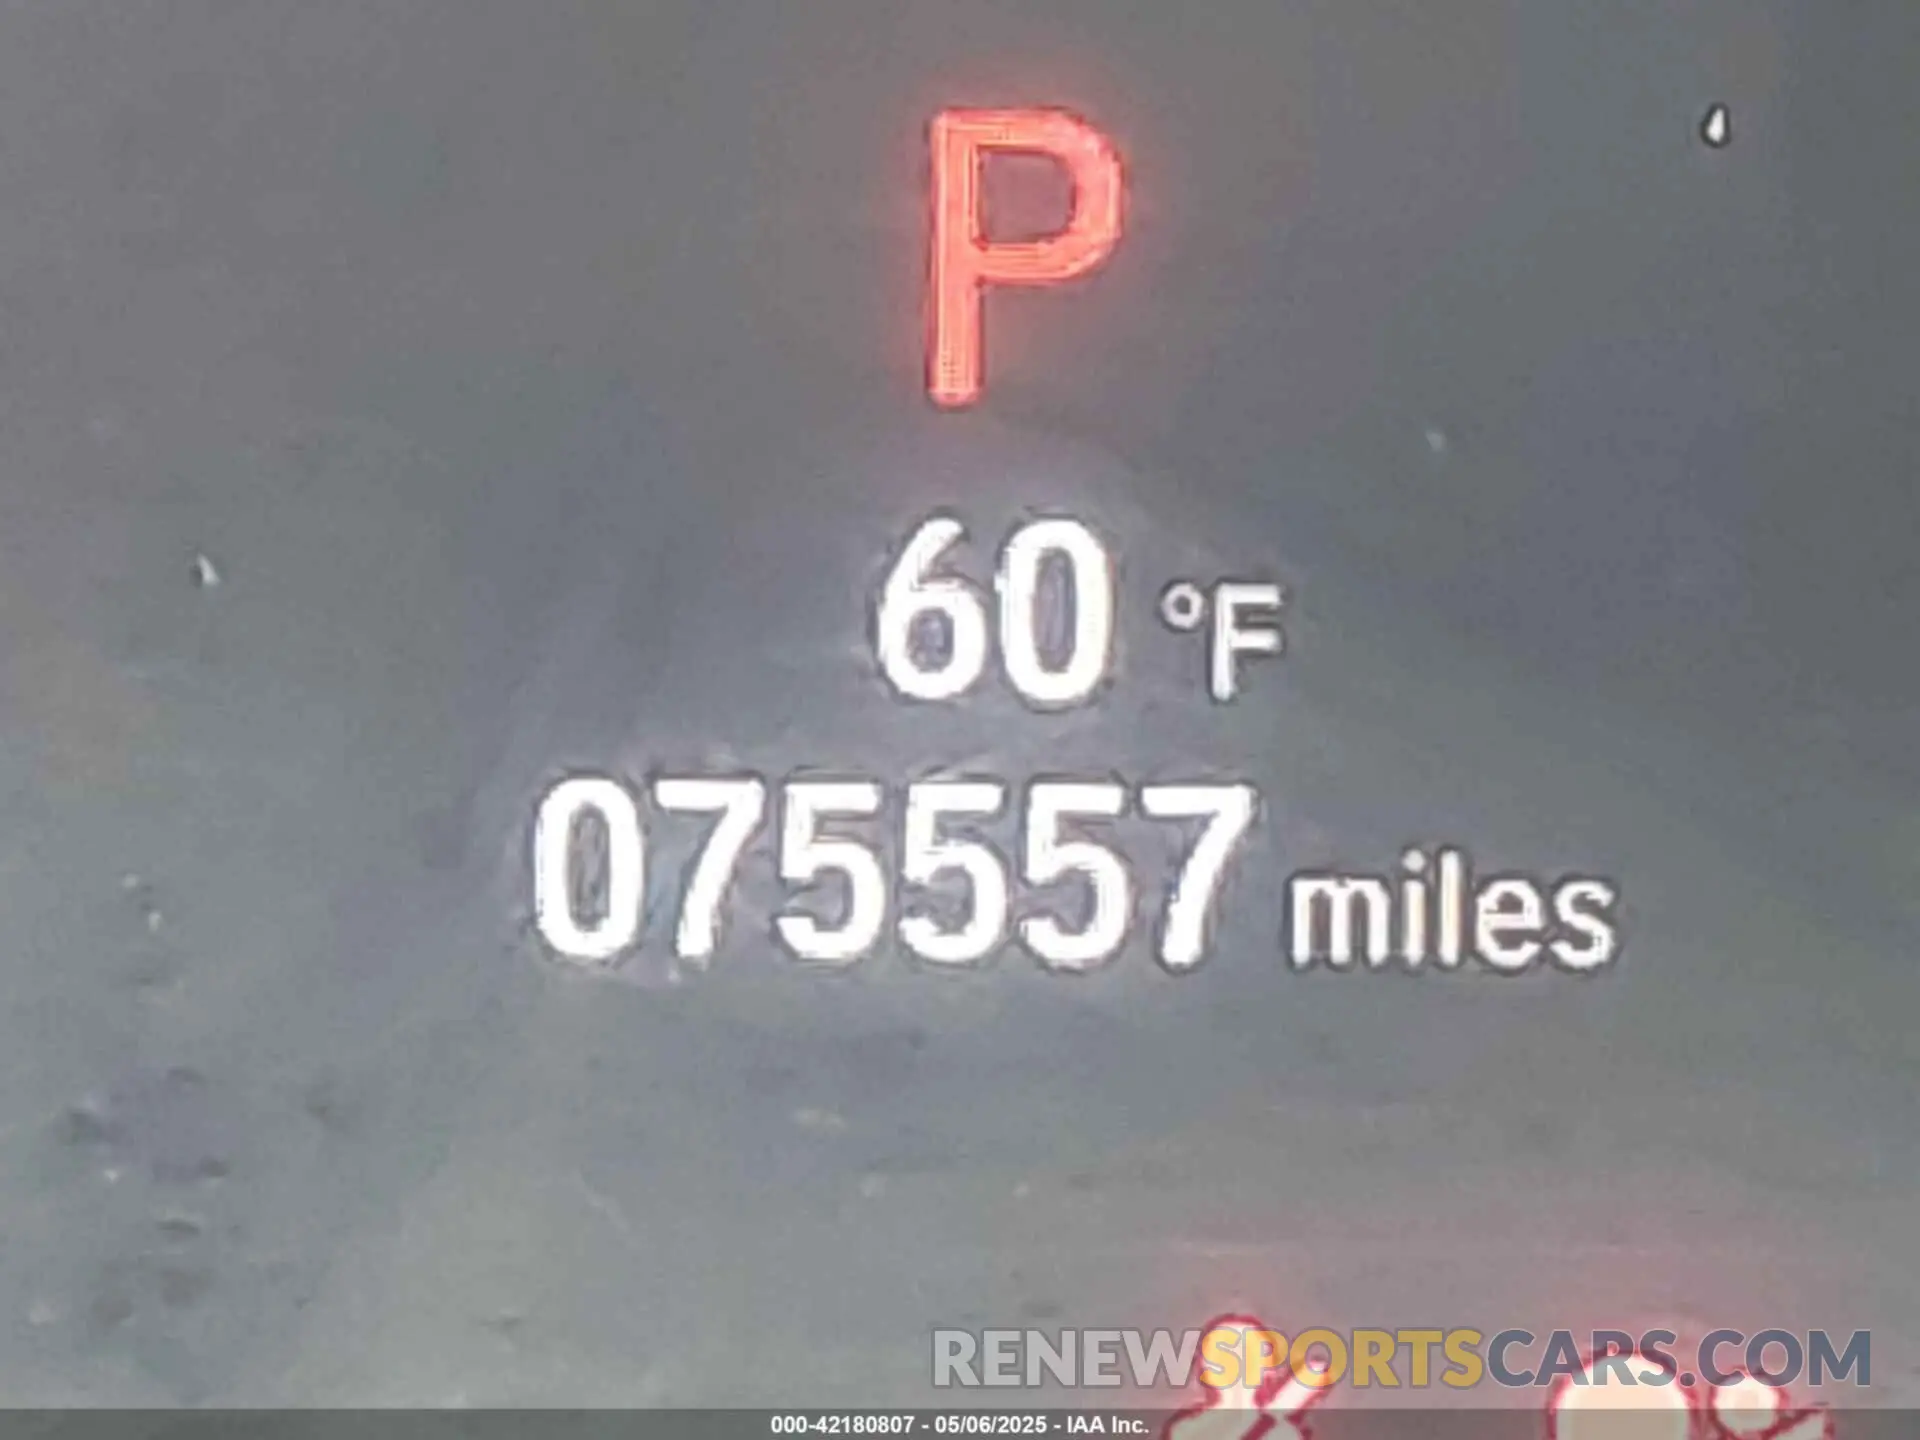 P
60 °F
075557 miles
RENEWSPORTSCARS.COM
000-42180807 - 05/06/2025 - IAA Inc.